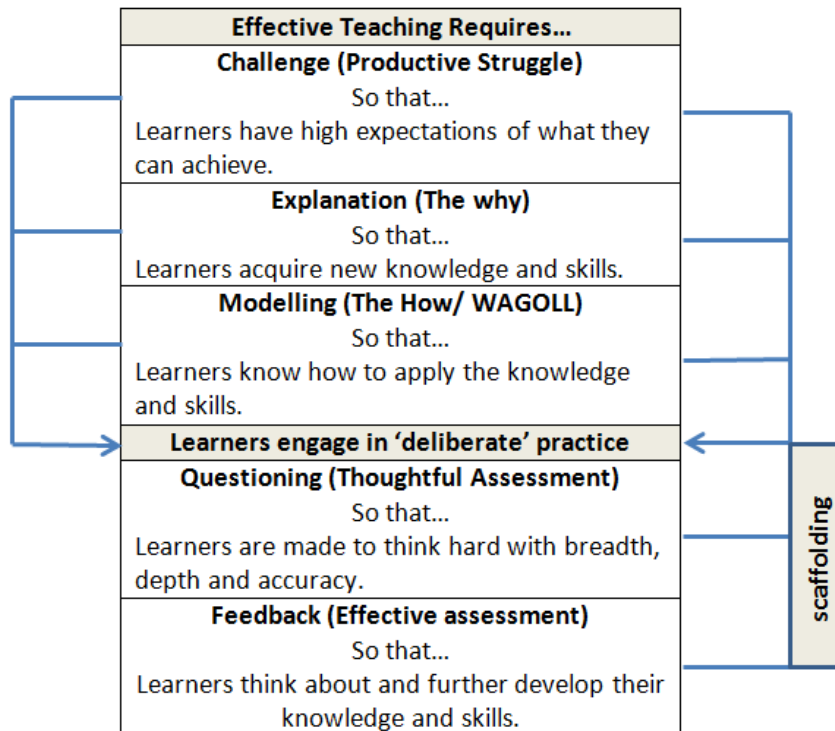 Effective Teaching Requires…
Challenge (Productive Struggle)
So that…
Learners have high expectations of what they
can achieve.
Explanation (The why)
So that…
Learners acquire new knowledge and skills.
Modelling (The How/ WAGOLL)
So that…
Learners know how to apply the knowledge
and skills.
Learners engage in ‘deliberate’ practice
Questioning (Thoughtful Assessment)
So that…
Learners are made to think hard with breadth,
depth and accuracy.
Feedback (Effective assessment)
So that…
Learners think about and further develop their
knowledge and skills.
scaffolding